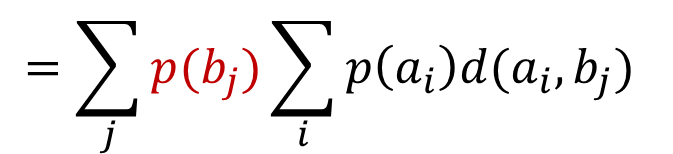 = ∑_j p(b_j) ∑_i p(a_i)d(a_i, b_j)